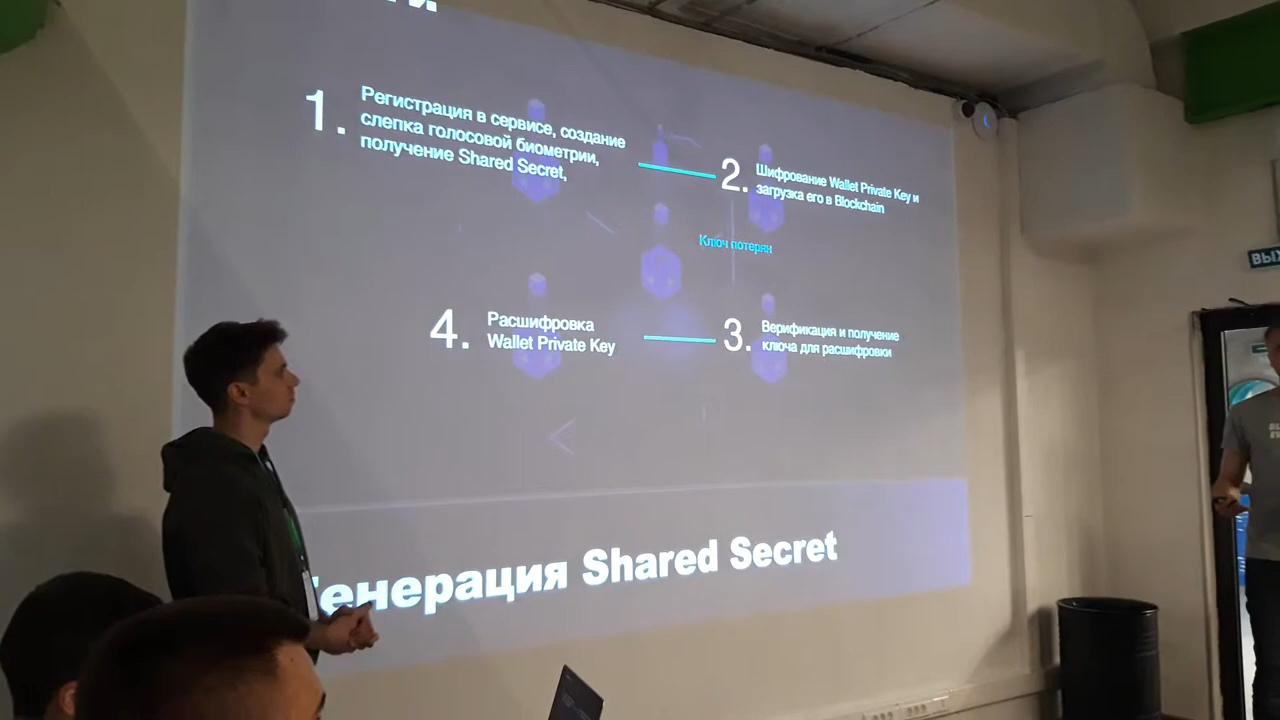 1.
Регистрация в сервисе, создание
слепка голосовой биометрии,
получение Shared Secret,
2.
Шифрование Wallet Private Key и
загрузка его в Blockchain
Ключ потерян
4.
Расшифровка
Wallet Private Key
3.
Верификация и получение
ключа для расшифровки
Генерация Shared Secret